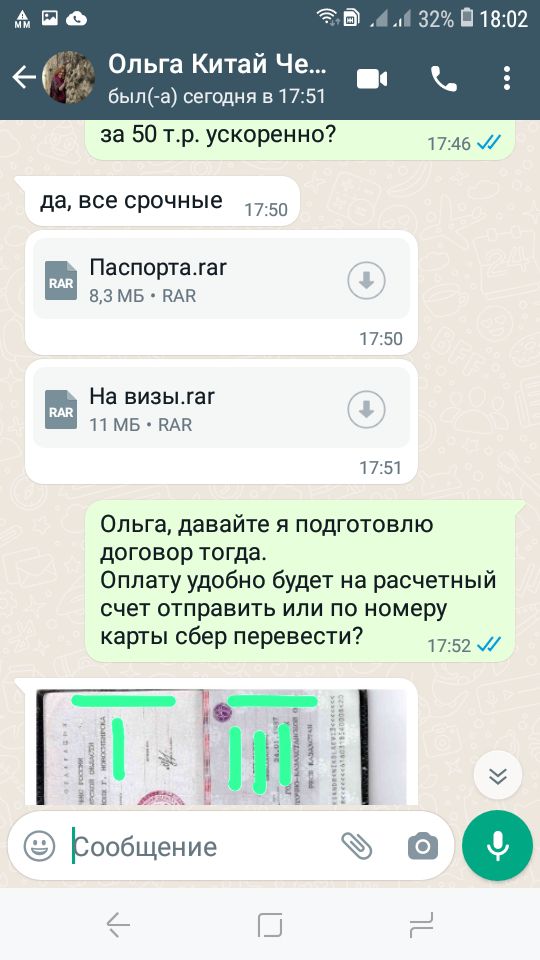 32% 18:02
Ольга Китай Че...
был(-а) сегодня в 17:51
за 50 т.р. ускоренно?
17:46
да, все срочные
17:50
RAR
Паспорта.rar
8,3 МБ • RAR
17:50
RAR
На визы.rar
11 МБ • RAR
17:51
Ольга, давайте я подготовлю
договор тогда.
Оплату удобно будет на расчетный
счет отправить или по номеру
карты сбер перевести?
17:52
Сообщение